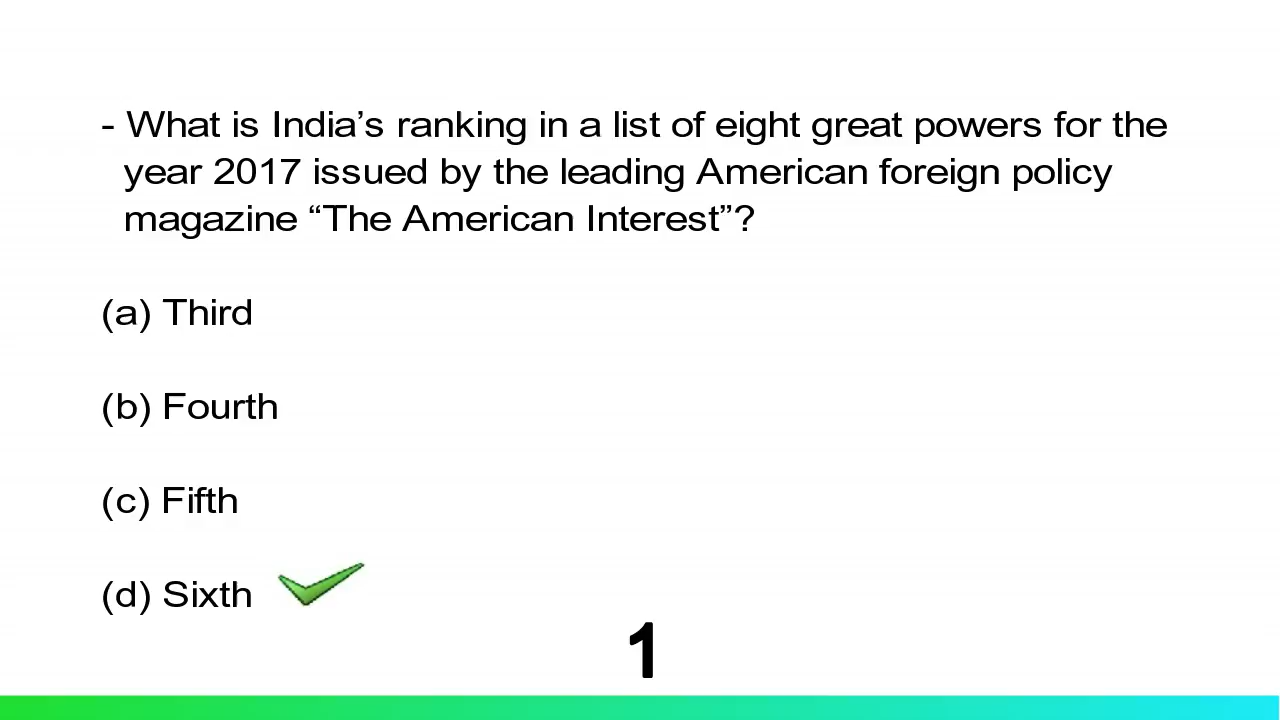 - What is India’s ranking in a list of eight great powers for the
year 2017 issued by the leading American foreign policy
magazine “The American Interest”?
(a) Third
(b) Fourth
(c) Fifth
(d) Sixth
1